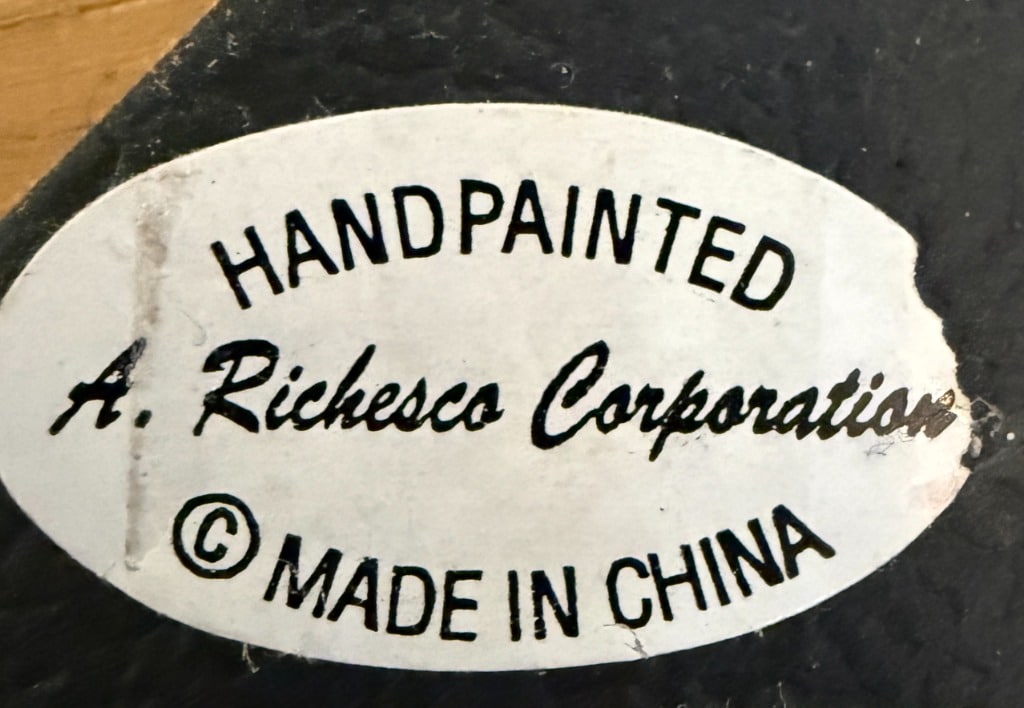 HANDPAINTED
A. Richesco Corporation
© MADE IN CHINA